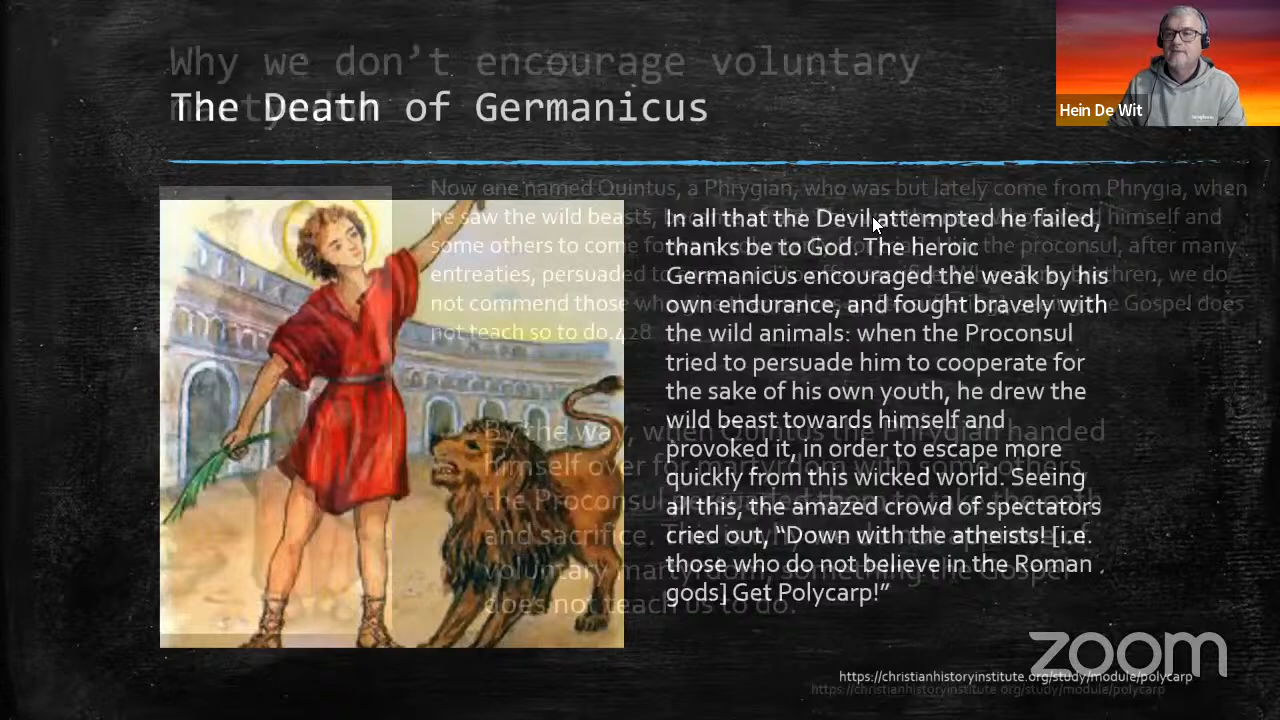 Why we don’t encourage voluntary
The Death of Germanicus
Hein De Wit
In all that the Devil attempted he failed,
thanks be to God. The heroic
Germanicus encouraged the weak by his
own endurance, and fought bravely with
the wild animals: when the Proconsul
tried to persuade him to cooperate for
the sake of his own youth, he drew the
wild beast towards himself and
provoked it, in order to escape more
quickly from this wicked world. Seeing
all this, the amazed crowd of spectators
cried out, “Down with the atheists! [i.e.
those who do not believe in the Roman
gods] Get Polycarp!”
Now one named Quintus, a Phrygian, who was but lately come from Phrygia, when
he saw the wild beasts, himself and
some others to come the proconsul, after many
entreaties, persuaded we do
not commend those the Gospel does
not teach so to do.428
By the way, when Quintus the Phrygian handed
himself over for martyrdom with some others,
the Proconsul persuaded them to take the oath
and sacrifice.
voluntary martyrdom, something the Gospel
does not teach us to do.
zoom
https://christianhistoryinstitute.org/study/module/polycarp
https://christianhistoryinstitute.org/study/module/polycarp